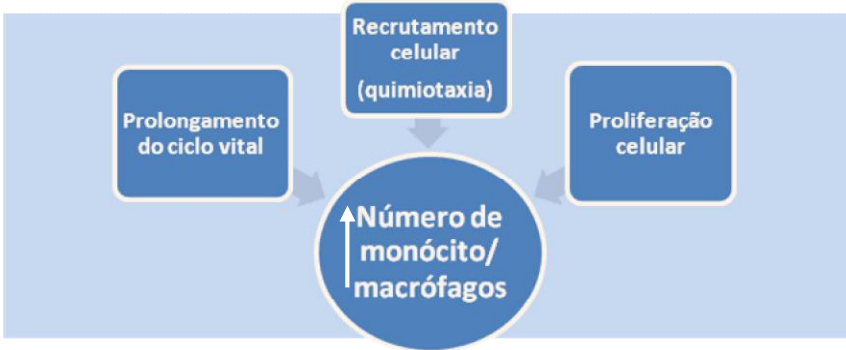 Recrutamento
celular
(quimiotaxia)
Prolongamento
do ciclo vital
Proliferação
celular
Número de
monócito/
macrófagos